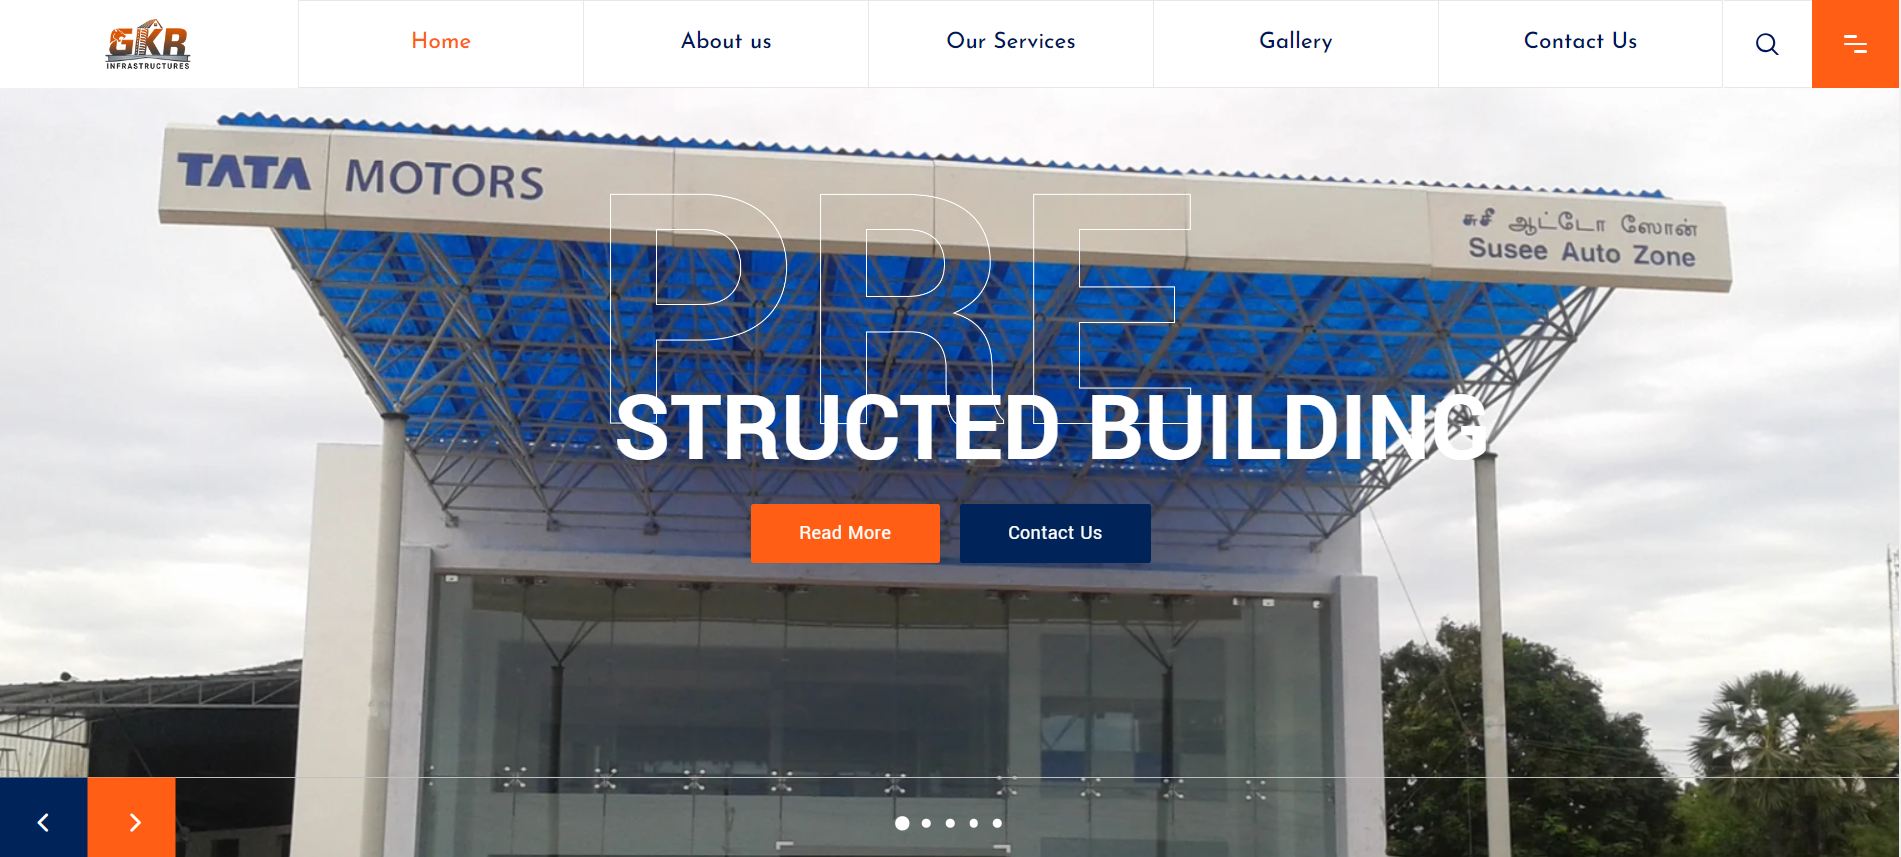 GKR
INFRASTRUCTURES
Home
About us
Our Services
Gallery
Contact Us
TATA MOTORS
சுசீ ஆட்டோ ஸோன்
Susee Auto Zone
PRE
STRUCTED BUILDING
Read More
Contact Us